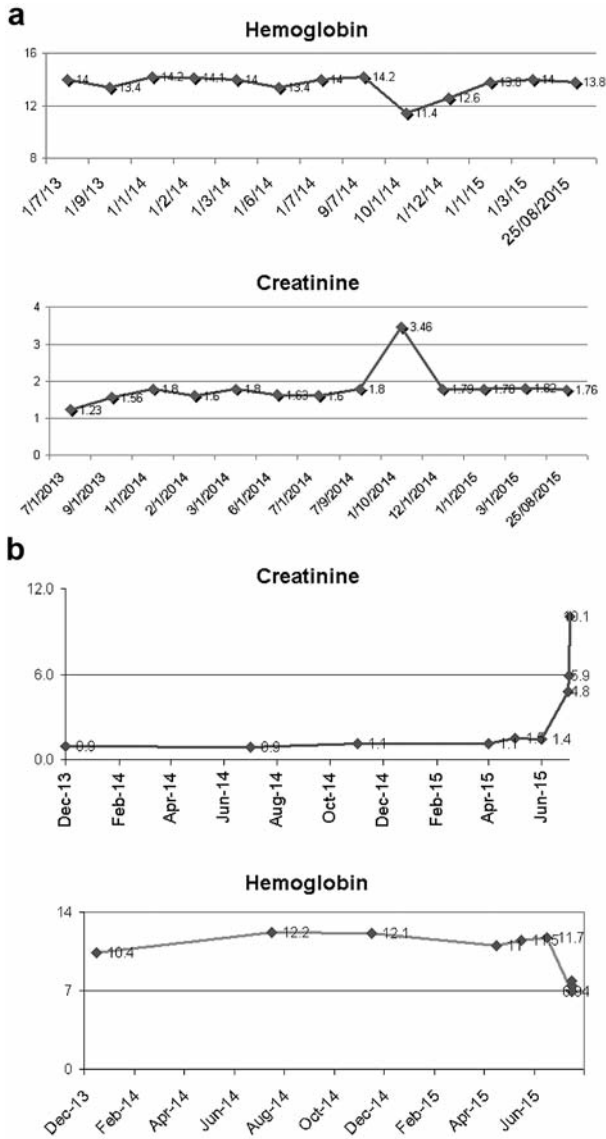 a
Hemoglobin
16
12
8
14 13.4 14.2 14.1 14 13.4 14 14.2 11.4 12.6 13.8 14 13.8
1/7/13 1/9/13 1/1/14 1/2/14 1/3/14 1/6/14 1/7/14 9/7/14 10/1/14 1/12/14 1/1/15 1/3/15 25/08/2015
Creatinine
4
3
2
1
0
1.23 1.56 1.8 1.6 1.8 1.63 1.6 1.8 3.46 1.79 1.78 1.82 1.76
7/1/2013 9/1/2013 1/1/2014 2/1/2014 3/1/2014 6/1/2014 7/1/2014 7/9/2014 1/10/2014 12/1/2014 1/1/2015 3/1/2015 25/08/2015
b
Creatinine
12.0
6.0
0.0
0.9 0.9 1.1 1.1 1.4 4.8 5.9 10.1
Dec-13 Feb-14 Apr-14 Jun-14 Aug-14 Oct-14 Dec-14 Feb-15 Apr-15 Jun-15
Hemoglobin
14
7
0
10.4 12.2 12.1 11 11.5 11.7
Dec-13 Feb-14 Apr-14 Jun-14 Aug-14 Oct-14 Dec-14 Feb-15 Apr-15 Jun-15